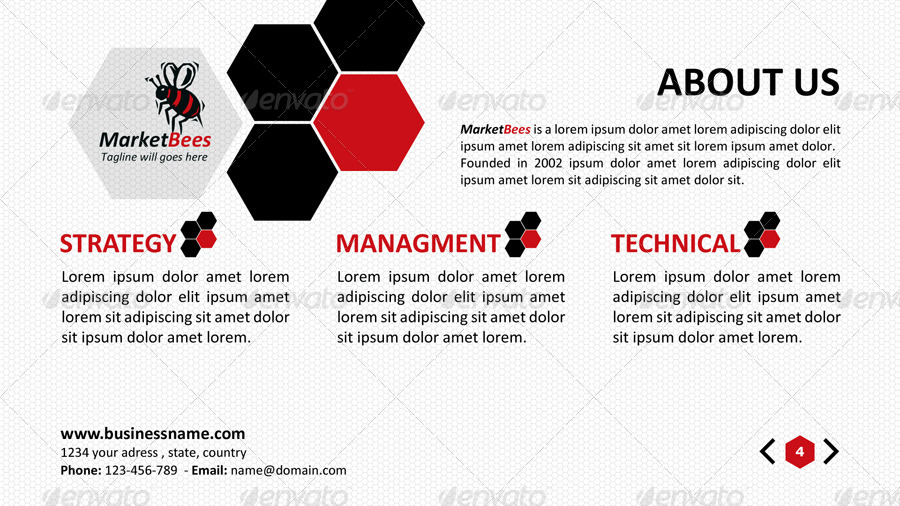 ABOUT US
MarketBees
Tagline will goes here
MarketBees is a lorem ipsum dolor amet lorem adipiscing dolor elit
ipsum amet lorem adipiscing sit amet sit lorem ipsum amet dolor.
Founded in 2002 ipsum dolor amet lorem adipiscing dolor elit
ipsum amet lorem adipiscing sit amet dolor sit.
STRATEGY
Lorem ipsum dolor amet lorem
adipiscing dolor elit ipsum amet
lorem sit adipiscing sit amet dolor
sit ipsum dolor amet lorem.
MANAGMENT
Lorem ipsum dolor amet lorem
adipiscing dolor elit ipsum amet
lorem sit adipiscing sit amet dolor
sit ipsum dolor amet lorem.
TECHNICAL
Lorem ipsum dolor amet lorem
adipiscing dolor elit ipsum amet
lorem sit adipiscing sit amet dolor
sit ipsum dolor amet lorem.
www.businessname.com
1234 your adress , state, country
Phone: 123-456-789 - Email: name@domain.com
4
envato